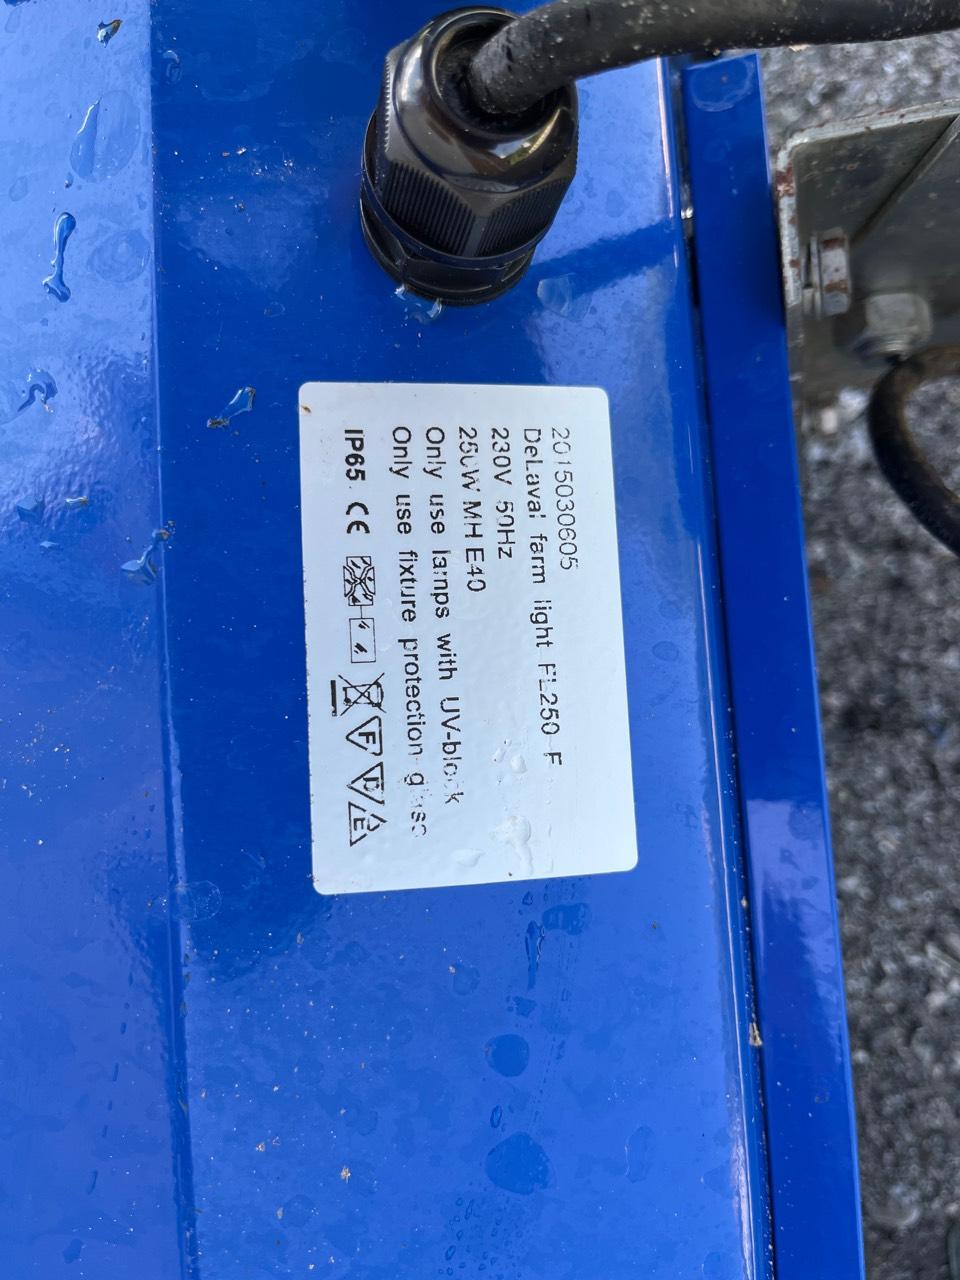 2015030605
DeLaval farm light FL250-F
230V 50Hz
250W MH E40
Only use lamps with UV-block
Only use fixture protection glass
IP65 CE F D E